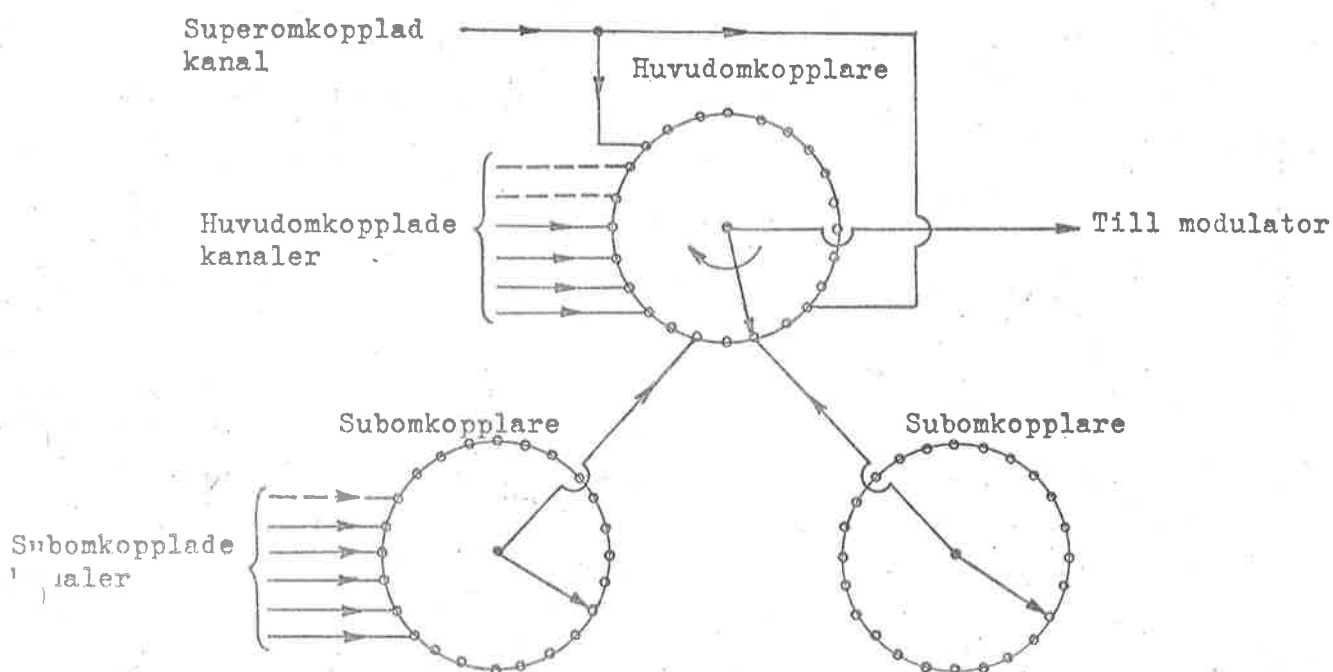 Superomkopplad
kanal
Huvudomkopplare
Huvudomkopplade
kanaler
Till modulator
Subomkopplare
Subomkopplare
Subomkopplade